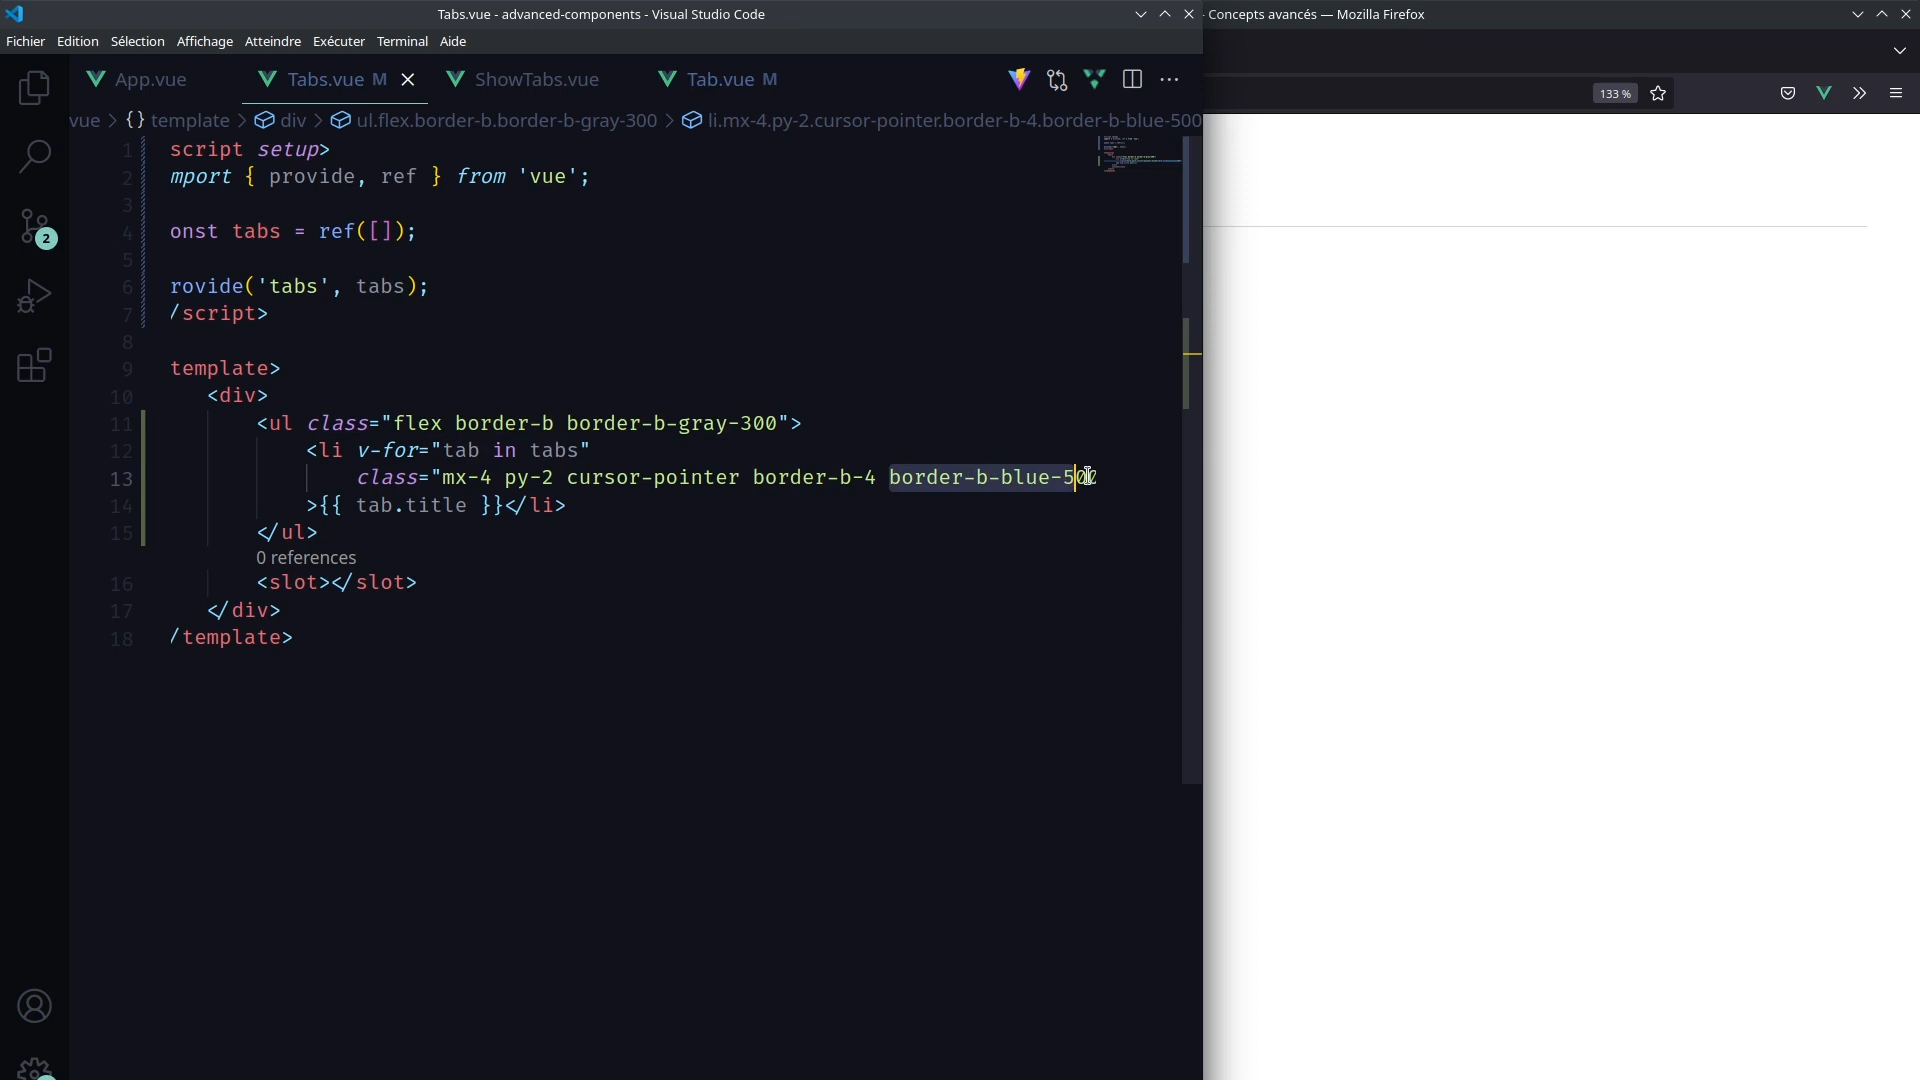 Tabs.vue - advanced-components - Visual Studio Code
- Concepts avancés — Mozilla Firefox
Fichier Edition Sélection Affichage Atteindre Exécuter Terminal Aide
App.vue Tabs.vue M ShowTabs.vue Tab.vue M
133 %
vue > {} template > div > ul.flex.border-b.border-b-gray-300 > li.mx-4.py-2.cursor-pointer.border-b-4.border-b-blue-500
1 script setup>
2 mport { provide, ref } from 'vue';
3
4 onst tabs = ref([]);
5
6 rovide('tabs', tabs);
7 /script>
8
9 template>
10 <div>
11 <ul class="flex border-b border-b-gray-300">
12 <li v-for="tab in tabs"
13 class="mx-4 py-2 cursor-pointer border-b-4 border-b-blue-500
14 >{{ tab.title }}</li>
15 </ul>
0 references
16 <slot></slot>
17 </div>
18 /template>
2